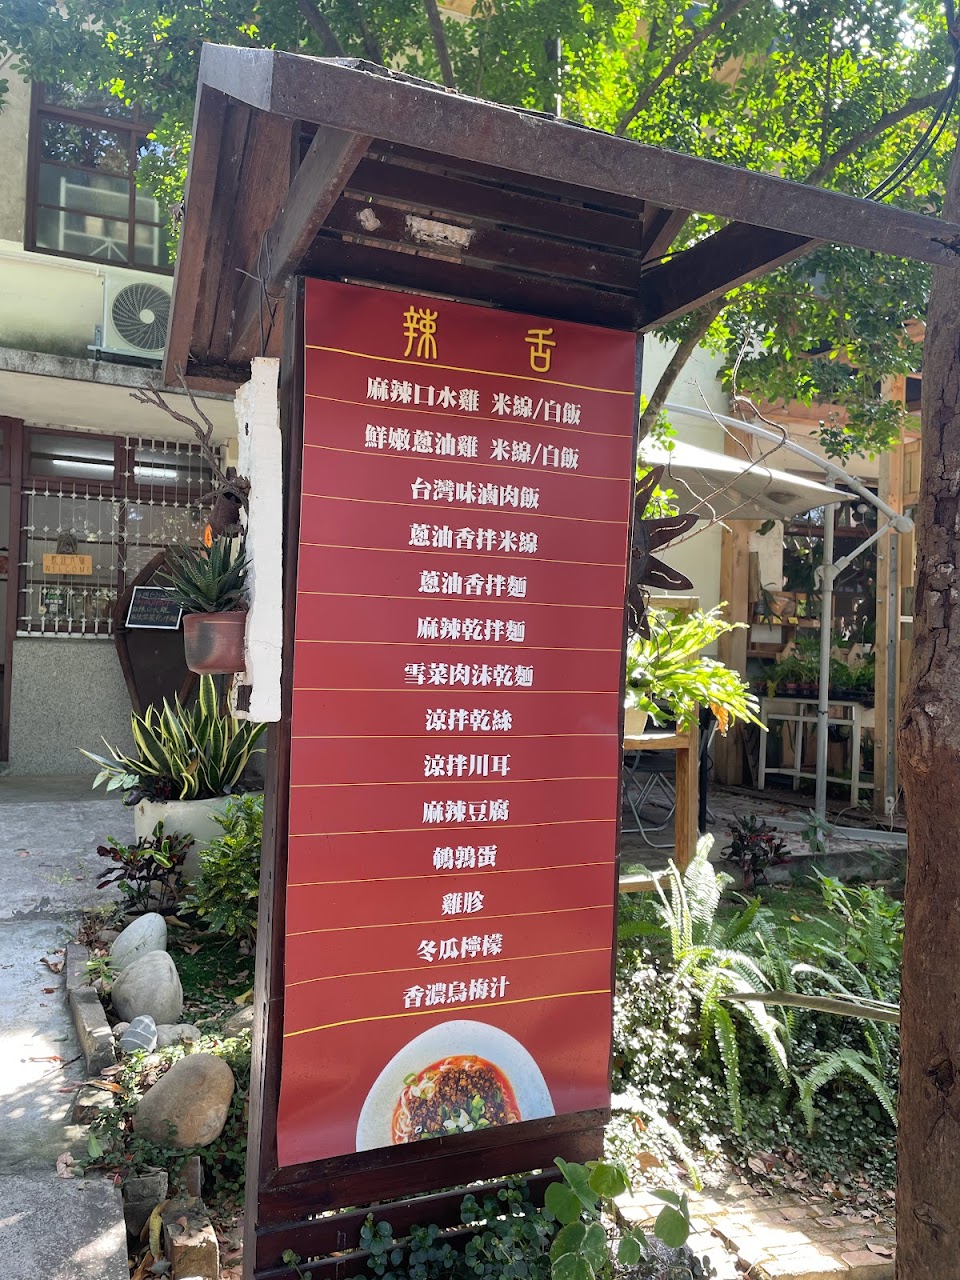 辣 舌
麻辣口水雞 米線/白飯
鮮嫩蔥油雞 米線/白飯
台灣味滷肉飯
蔥油香拌米線
蔥油香拌麵
麻辣乾拌麵
雪菜肉沫乾麵
涼拌乾絲
涼拌川耳
麻辣豆腐
鵪鶉蛋
雞胗
冬瓜檸檬
香濃烏梅汁
WELCOME